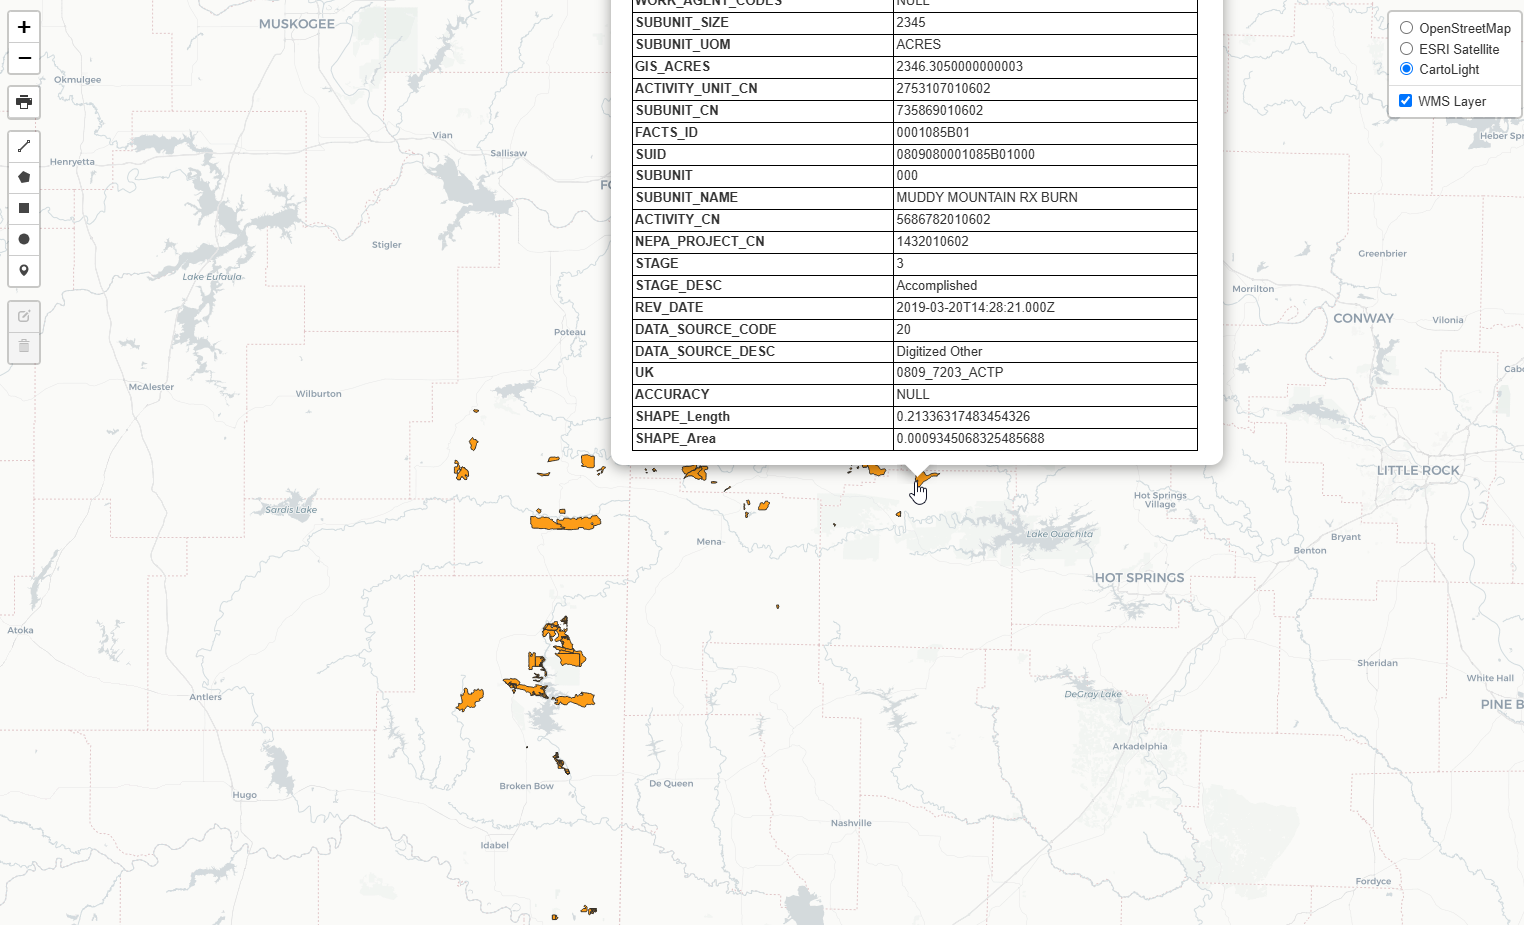 +
−
OpenStreetMap
ESRI Satellite
CartoLight
WMS Layer
WORK_AGENT_CODES NULL
SUBUNIT_SIZE 2345
SUBUNIT_UOM ACRES
GIS_ACRES 2346.3050000000003
ACTIVITY_UNIT_CN 2753107010602
SUBUNIT_CN 735869010602
FACTS_ID 0001085B01
SUID 0809080001085B01000
SUBUNIT 000
SUBUNIT_NAME MUDDY MOUNTAIN RX BURN
ACTIVITY_CN 5686782010602
NEPA_PROJECT_CN 1432010602
STAGE 3
STAGE_DESC Accomplished
REV_DATE 2019-03-20T14:28:21.000Z
DATA_SOURCE_CODE 20
DATA_SOURCE_DESC Digitized Other
UK 0809_7203_ACTP
ACCURACY NULL
SHAPE_Length 0.21336317483454326
SHAPE_Area 0.0009345068325485688
MUSKOGEE
Okmulgee
Vian
Sallisaw
Henryetta
Heber Spr
FO
Stigler
Lake Eufaula
Greenbrier
Morrilton
CONWAY
Vilonia
Poteau
McAlester
Wilburton
Cabo
LITTLE ROCK
Hot Springs
Village
Sardis Lake
Mena
Lake Ouachita
Bryant
Benton
HOT SPRINGS
Atoka
Sheridan
White Hall
Antlers
DeGray Lake
PINE B
Arkadelphia
Broken Bow
De Queen
Hugo
Nashville
Idabel
Fordyce